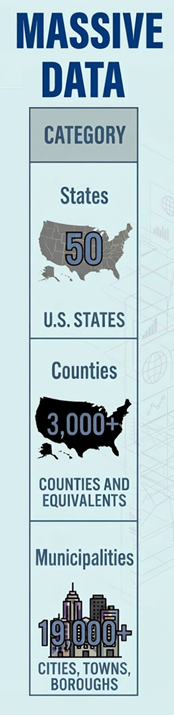 MASSIVE
DATA
CATEGORY
States
50
U.S. STATES
Counties
3,000+
COUNTIES AND
EQUIVALENTS
Municipalities
19,000+
CITIES, TOWNS,
BOROUGHS